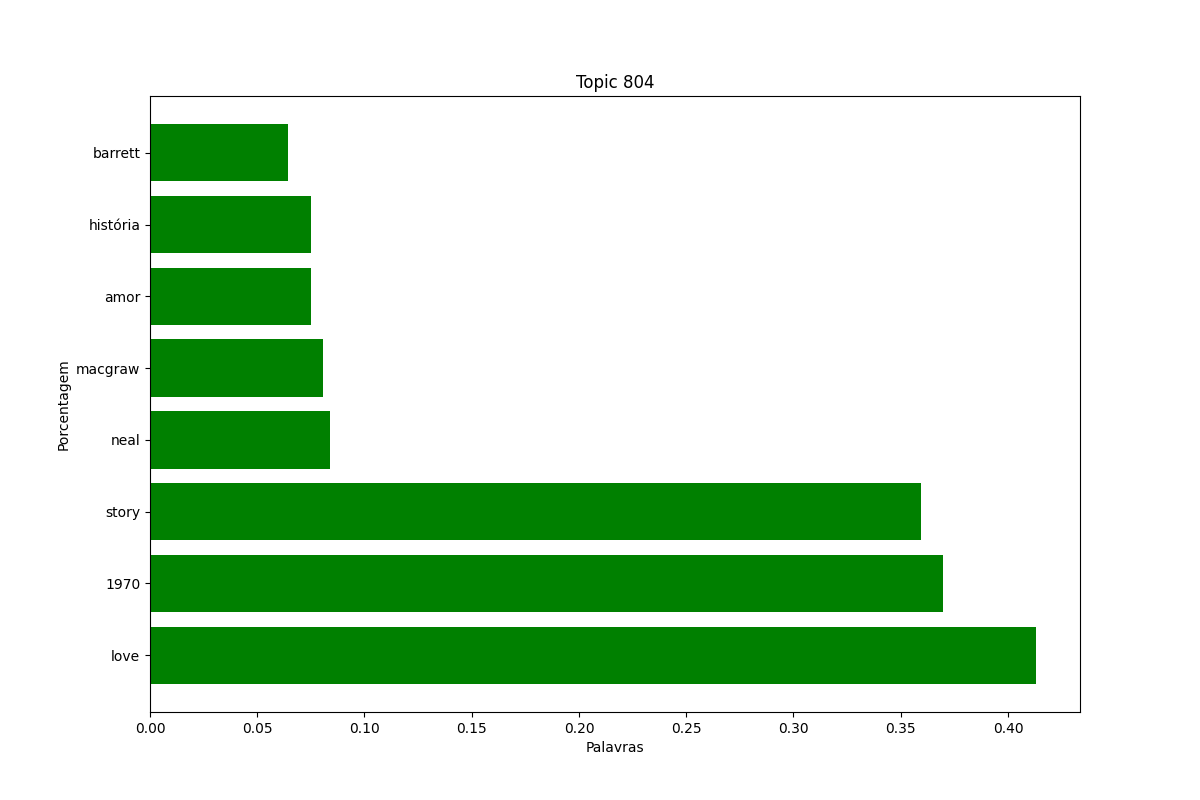 Topic 804
barrett
história
amor
macgraw
neal
story
1970
love
Porcentagem
0.00 0.05 0.10 0.15 0.20 0.25 0.30 0.35 0.40
Palavras